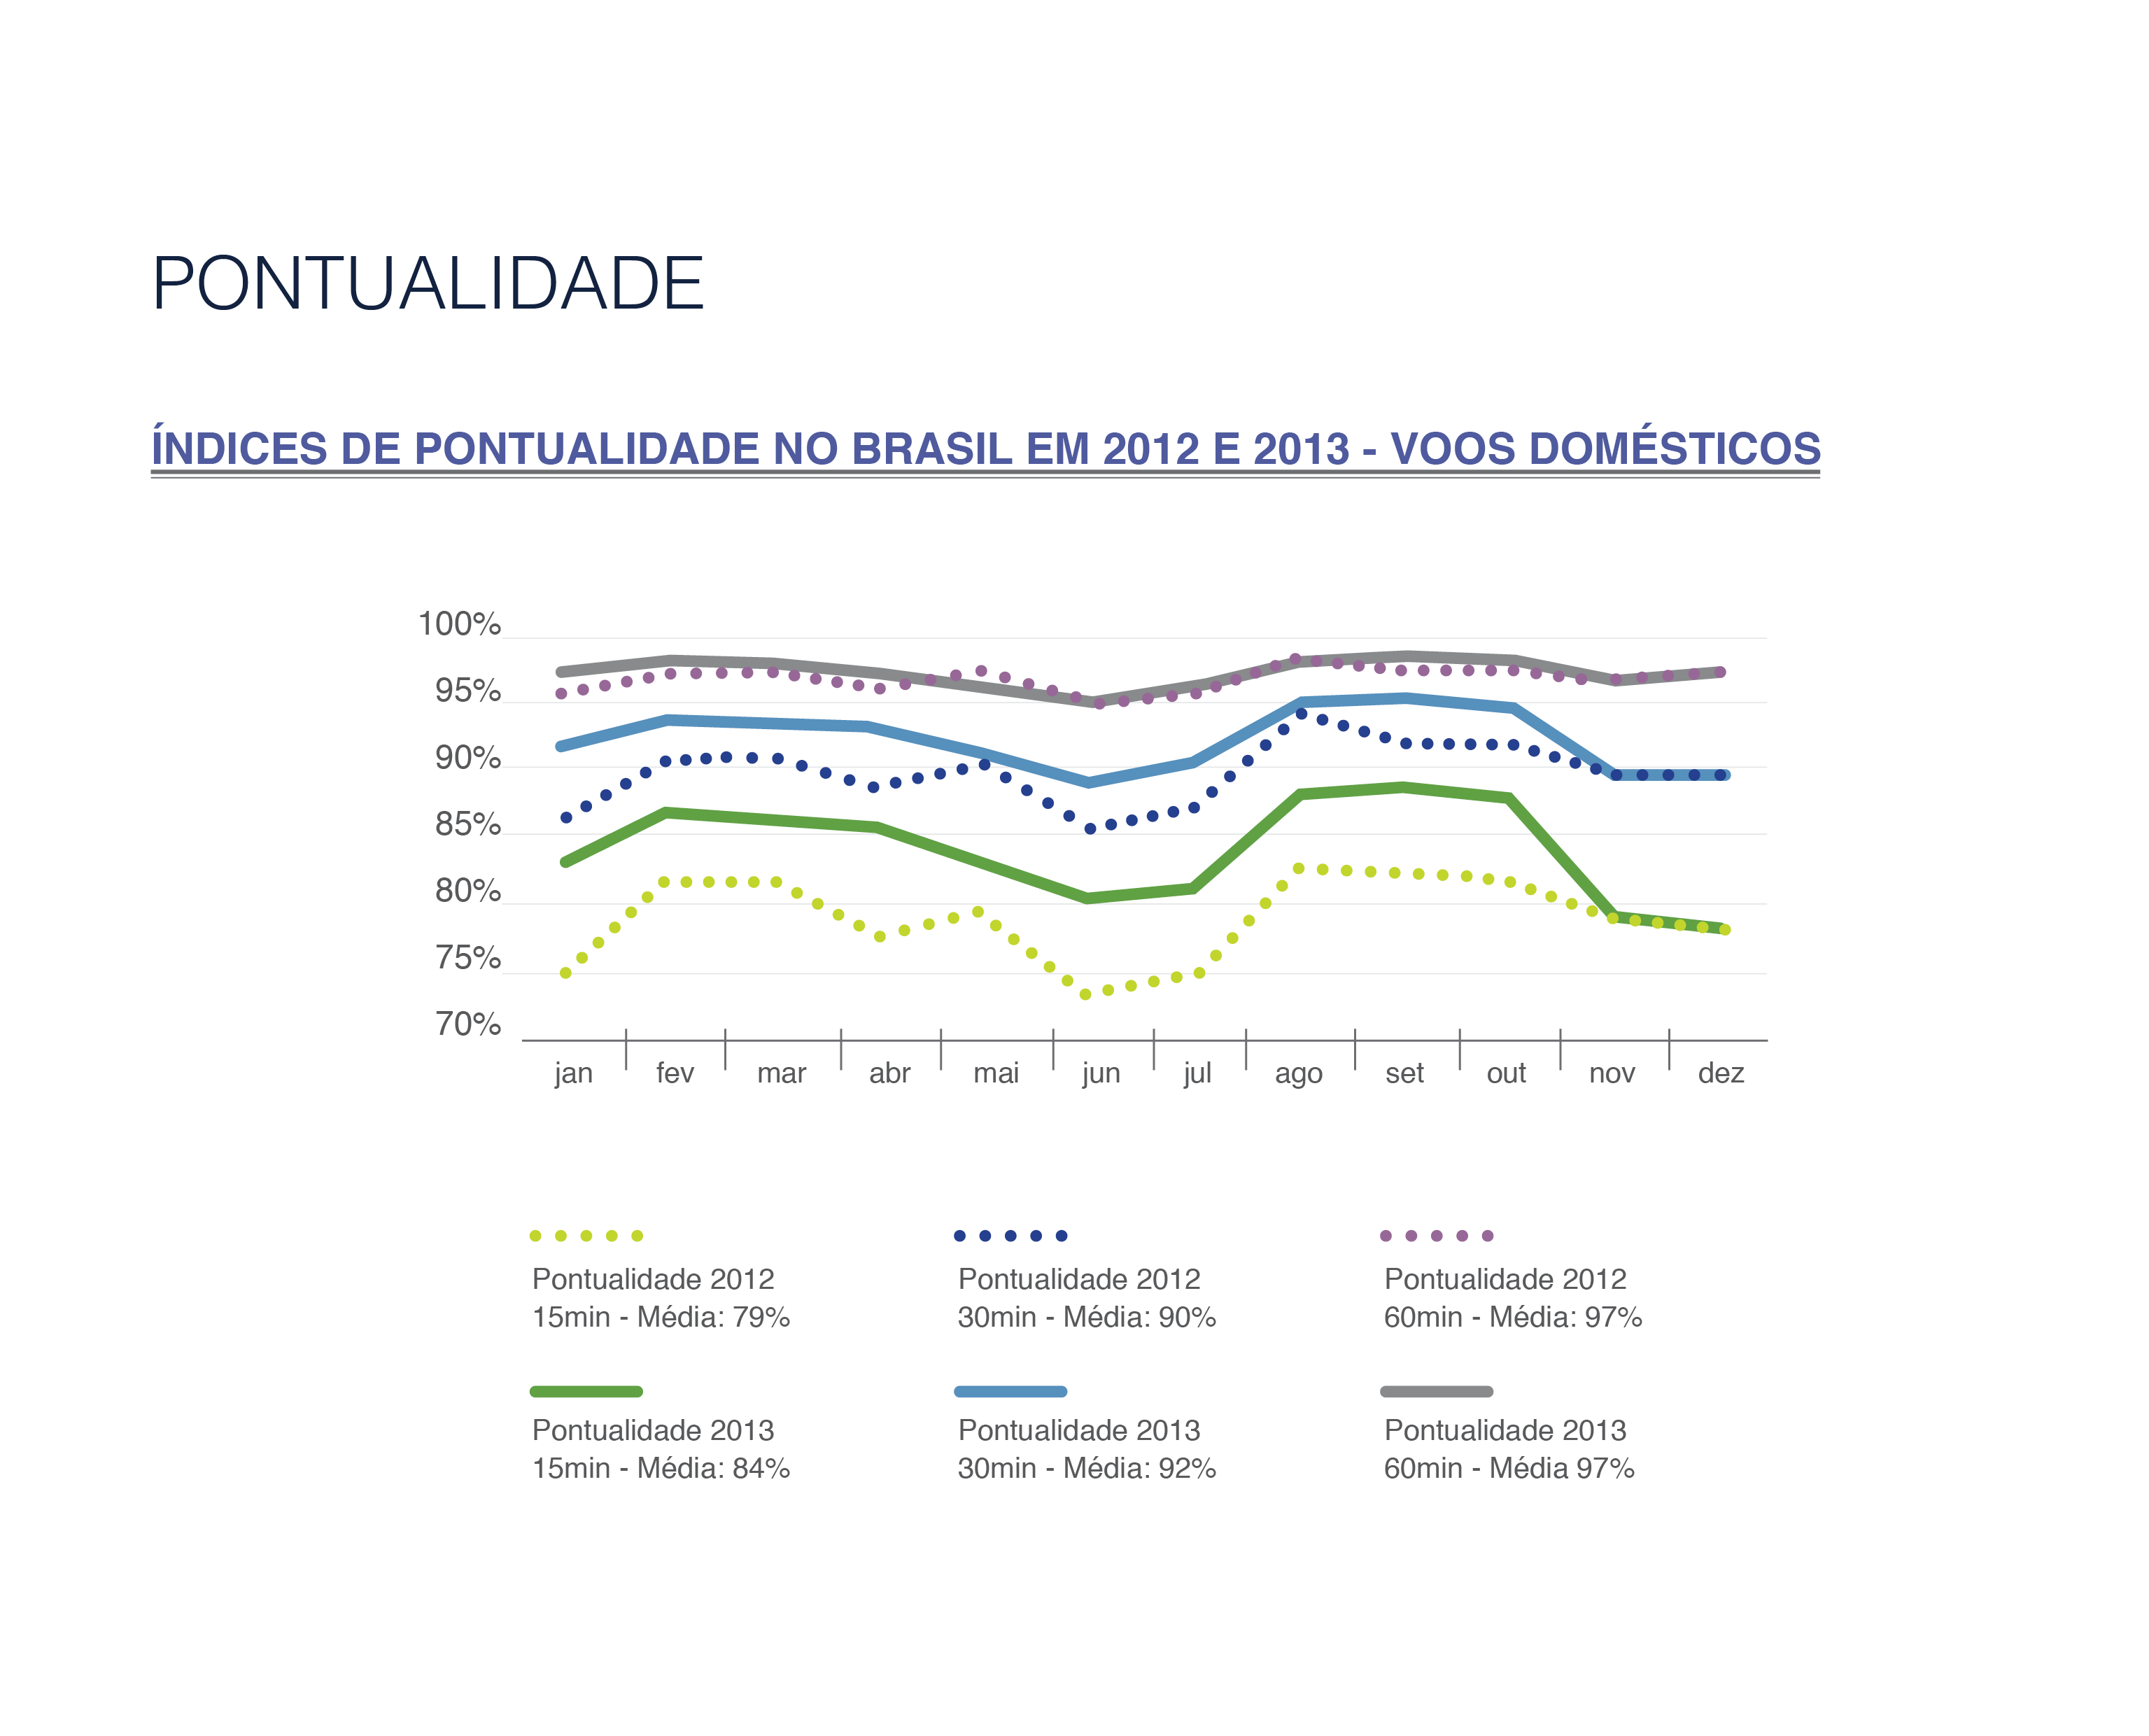 PONTUALIDADE
ÍNDICES DE PONTUALIDADE NO BRASIL EM 2012 E 2013 - VOOS DOMÉSTICOS
100%
95%
90%
85%
80%
75%
70%
jan fev mar abr mai jun jul ago set out nov dez
Pontualidade 2012
15min - Média: 79%
Pontualidade 2012
30min - Média: 90%
Pontualidade 2012
60min - Média: 97%
Pontualidade 2013
15min - Média: 84%
Pontualidade 2013
30min - Média: 92%
Pontualidade 2013
60min - Média 97%